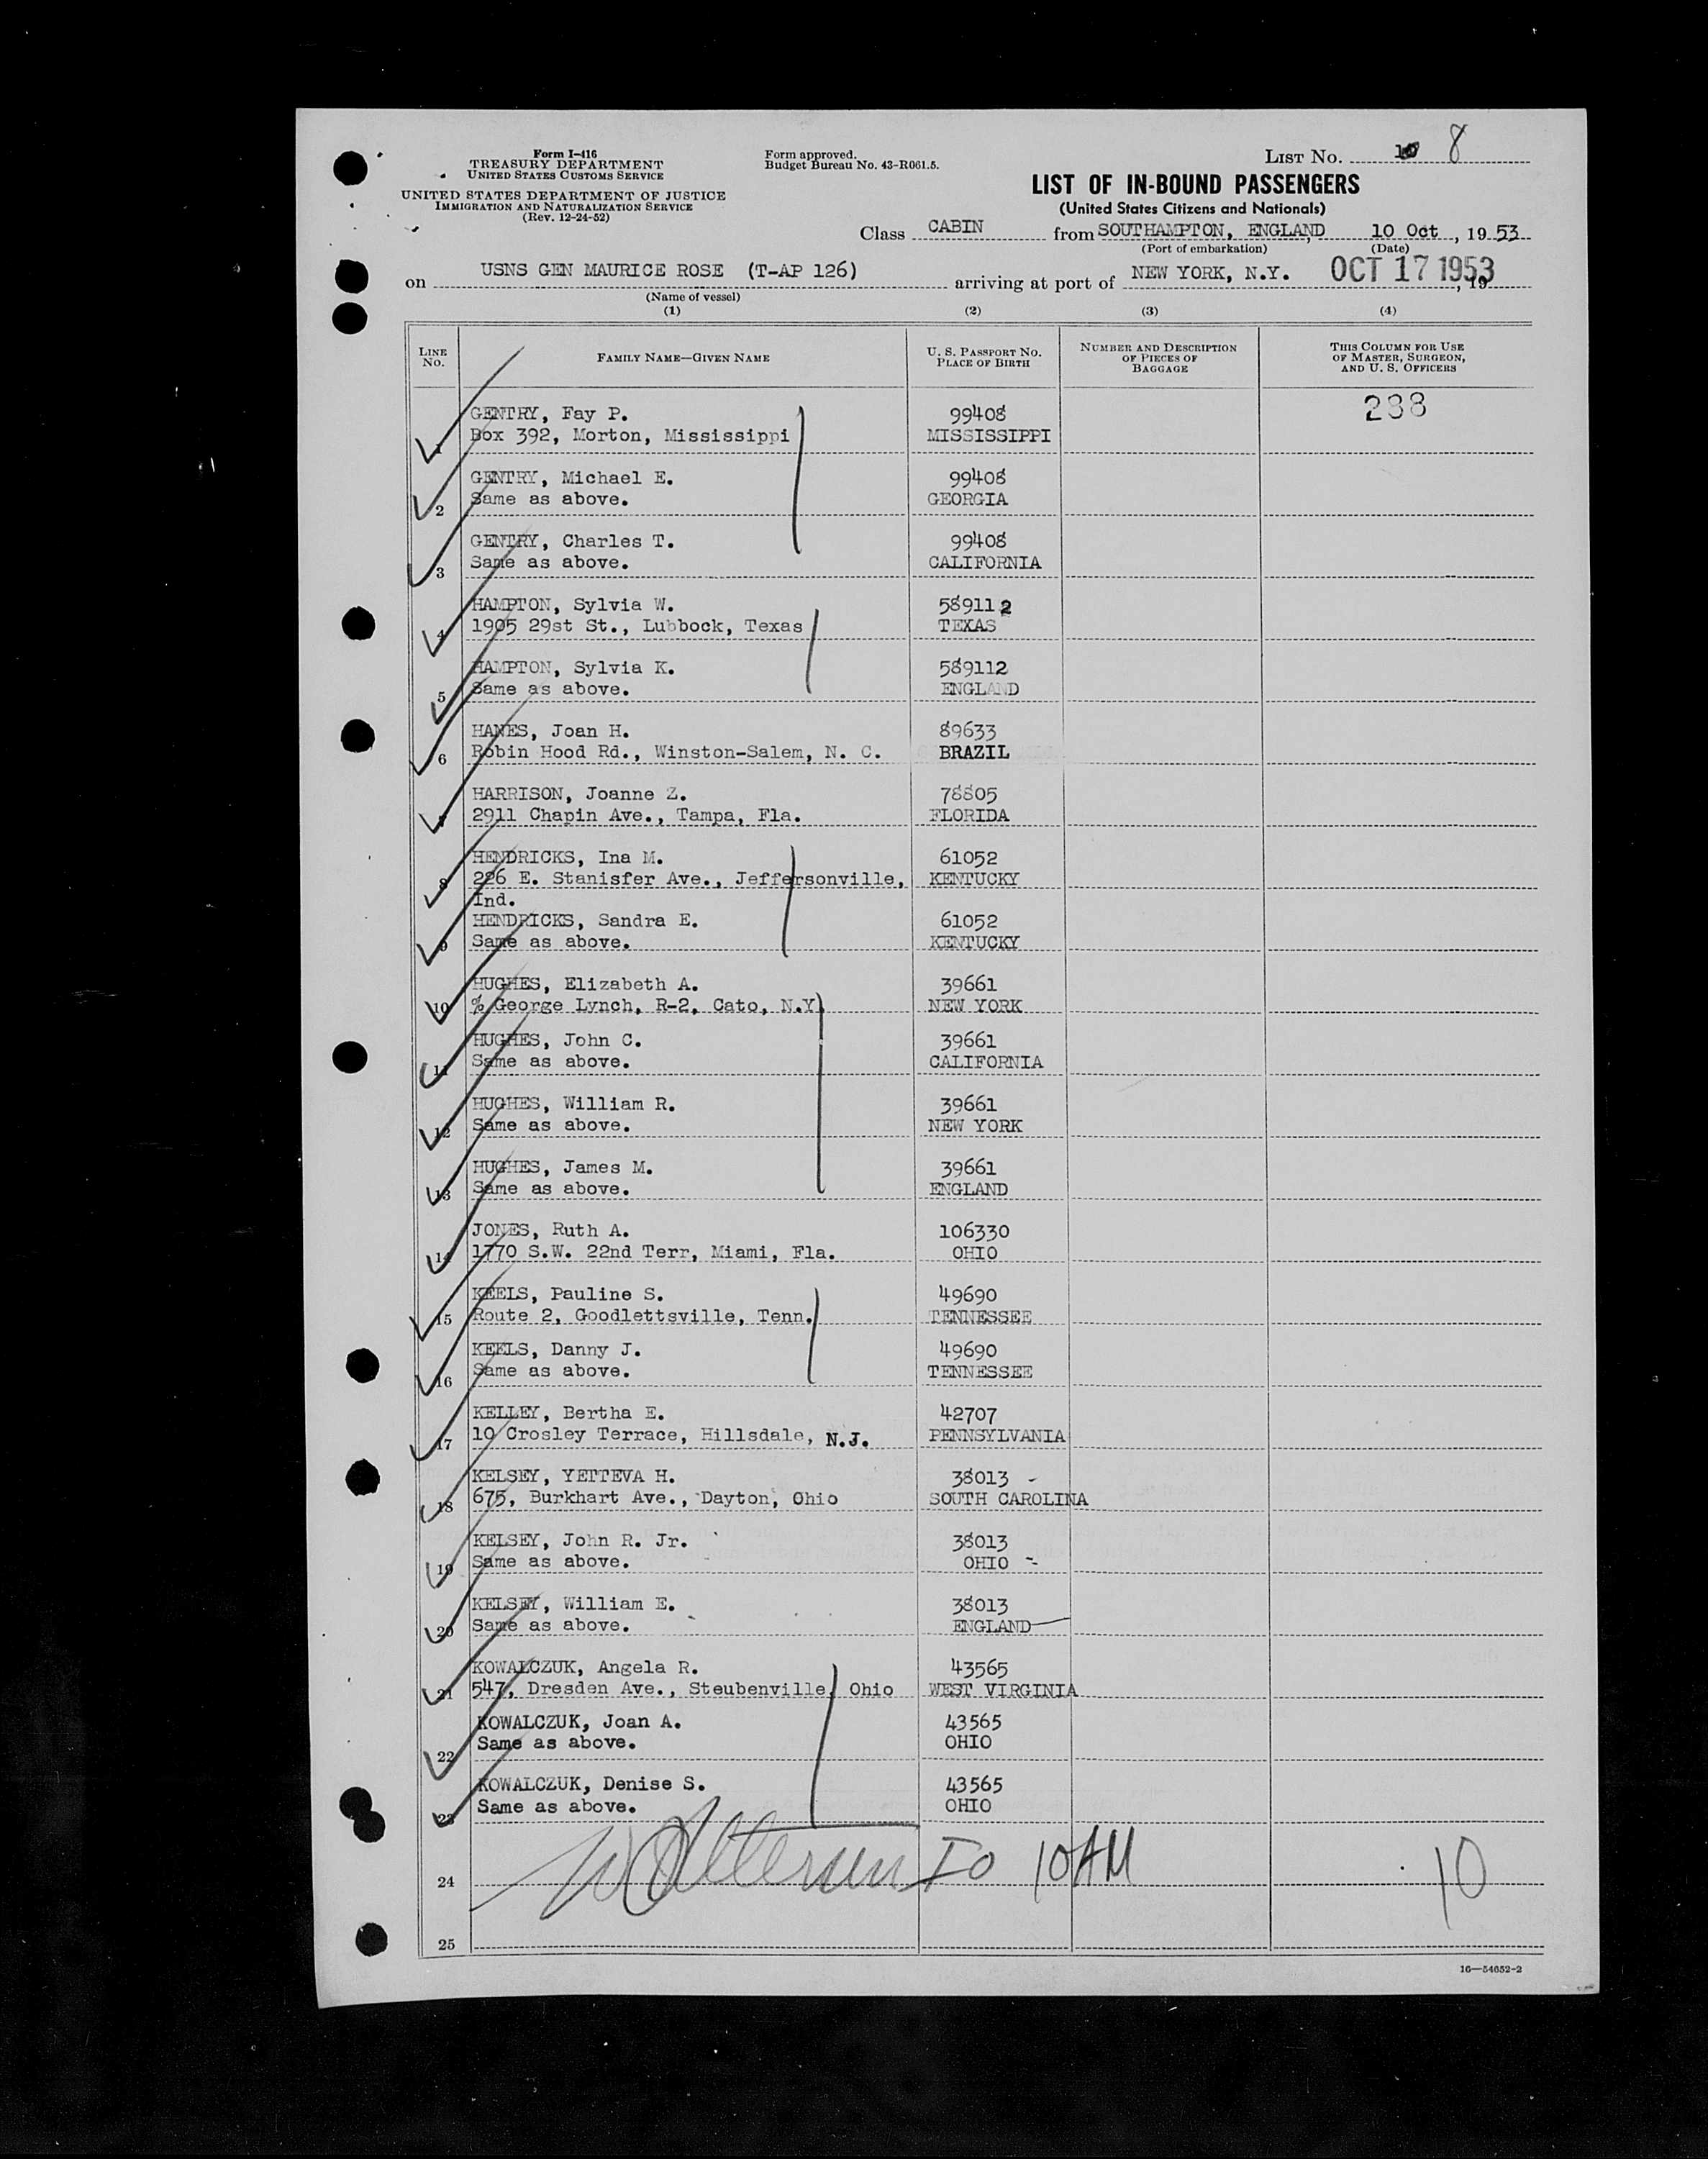 Form I-416
TREASURY DEPARTMENT
UNITED STATES CUSTOMS SERVICE
UNITED STATES DEPARTMENT OF JUSTICE
IMMIGRATION AND NATURALIZATION SERVICE
(Rev. 12-24-52)
Form approved.
Budget Bureau No. 43-R061.5.
LIST NO. 8
LIST OF IN-BOUND PASSENGERS
(United States Citizens and Nationals)
Class CABIN from SOUTHAMPTON, ENGLAND 10 Oct, 1953
(Port of embarkation) (Date)
on USNS GEN MAURICE ROSE (T-AP 126) arriving at port of NEW YORK, N.Y. OCT 17 1953, 19
(Name of vessel)
(1) (2) (3) (4)
LINE NO. FAMILY NAME—GIVEN NAME U. S. PASSPORT NO. PLACE OF BIRTH NUMBER AND DESCRIPTION OF PIECES OF BAGGAGE THIS COLUMN FOR USE OF MASTER, SURGEON, AND U. S. OFFICERS
GENTRY, Fay P. 99408 238
1 Box 392, Morton, Mississippi MISSISSIPPI
GENTRY, Michael E. 99408
2 Same as above. GEORGIA
GENTRY, Charles T. 99408
3 Same as above. CALIFORNIA
HAMPTON, Sylvia W. 589112
4 1905 29st St., Lubbock, Texas TEXAS
HAMPTON, Sylvia K. 589112
5 Same as above. ENGLAND
HANES, Joan H. 89633
6 Robin Hood Rd., Winston-Salem, N. C. BRAZIL
HARRISON, Joanne Z. 78805
7 2911 Chapin Ave., Tampa, Fla. FLORIDA
HENDRICKS, Ina M. 61052
8 226 E. Stanisfer Ave., Jeffersonville, KENTUCKY
Ind.
HENDRICKS, Sandra E. 61052
9 Same as above. KENTUCKY
HUGHES, Elizabeth A. 39661
10 % George Lynch, R-2, Cato, N.Y. NEW YORK
HUGHES, John C. 39661
11 Same as above. CALIFORNIA
HUGHES, William R. 39661
12 Same as above. NEW YORK
HUGHES, James M. 39661
13 Same as above. ENGLAND
JONES, Ruth A. 106330
14 1770 S.W. 22nd Terr, Miami, Fla. OHIO
KEELS, Pauline S. 49690
15 Route 2, Goodlettsville, Tenn. TENNESSEE
KEELS, Danny J. 49690
16 Same as above. TENNESSEE
KELLEY, Bertha E. 42707
17 10 Crosley Terrace, Hillsdale, N.J. PENNSYLVANIA
KELSEY, YETTEVA H. 38013 -
18 675, Burkhart Ave., Dayton, Ohio SOUTH CAROLINA
KELSEY, John R. Jr. 38013
19 Same as above. OHIO -
KELSEY, William E. 38013
20 Same as above. ENGLAND
KOWALCZUK, Angela R. 43565
21 547, Dresden Ave., Steubenville, Ohio WEST VIRGINIA
KOWALCZUK, Joan A. 43565
22 Same as above. OHIO
KOWALCZUK, Denise S. 43565
23 Same as above. OHIO
24 10AM 10
25
16—54652-2